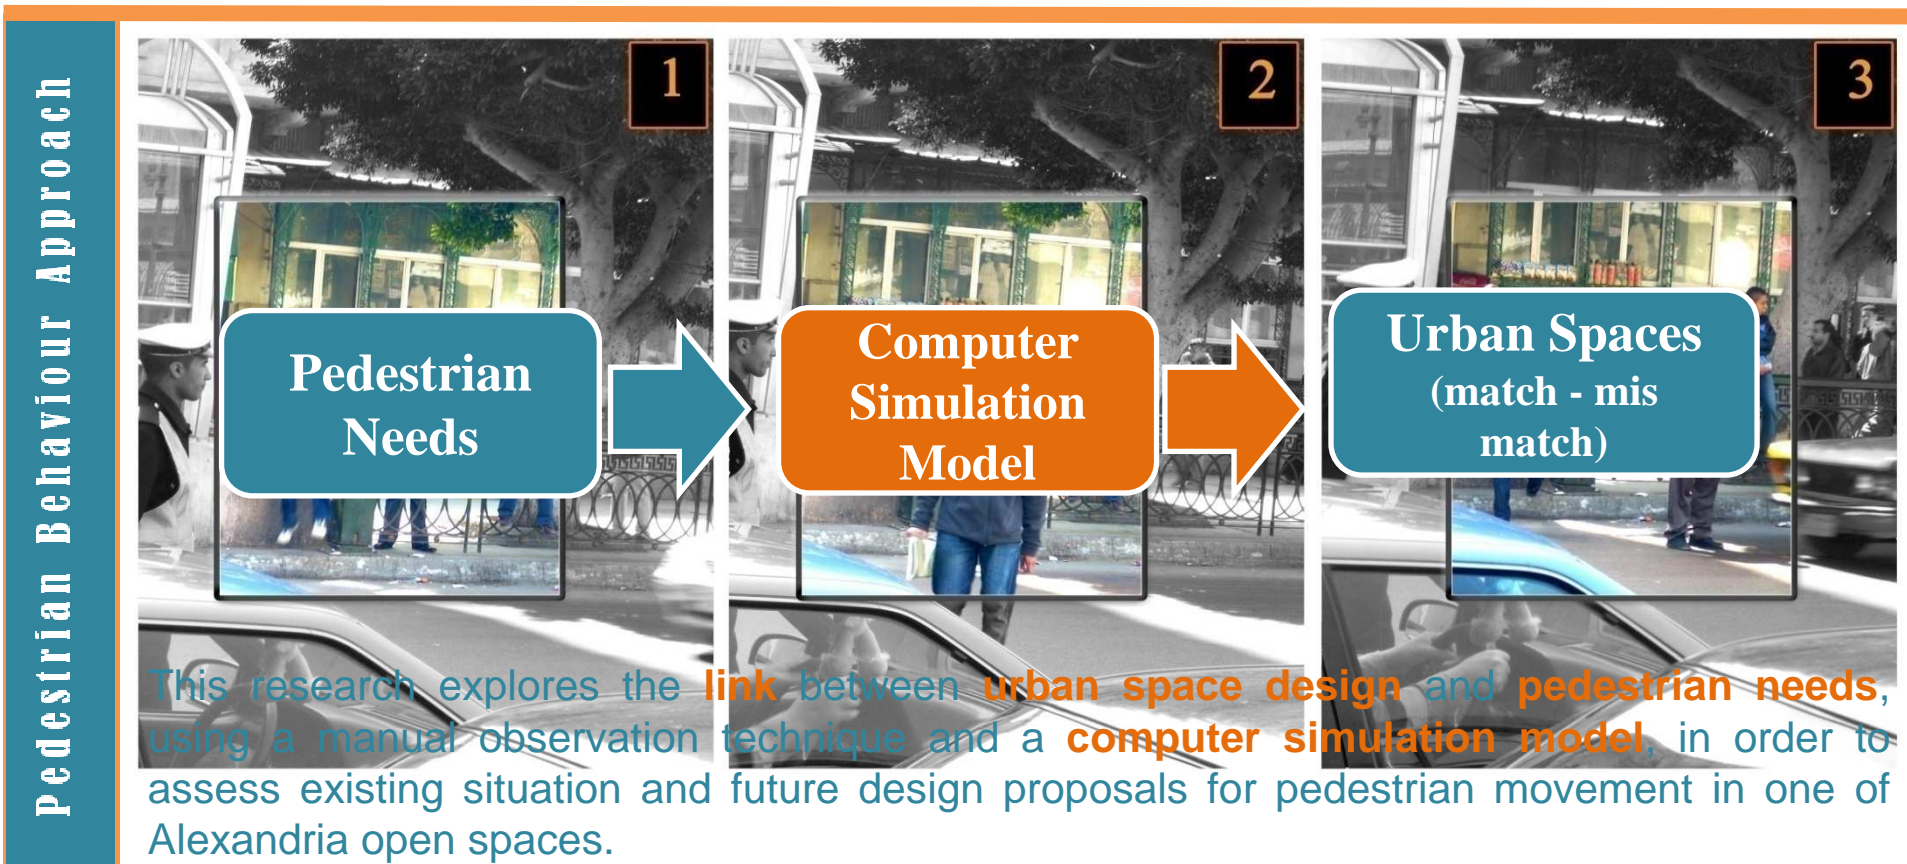 Pedestrian Behaviour Approach
1
2
3
Pedestrian
Needs
Computer
Simulation
Model
Urban Spaces
(match - mis
match)
This research explores the link between urban space design and pedestrian needs,
using a manual observation technique and a computer simulation model, in order to
assess existing situation and future design proposals for pedestrian movement in one of
Alexandria open spaces.